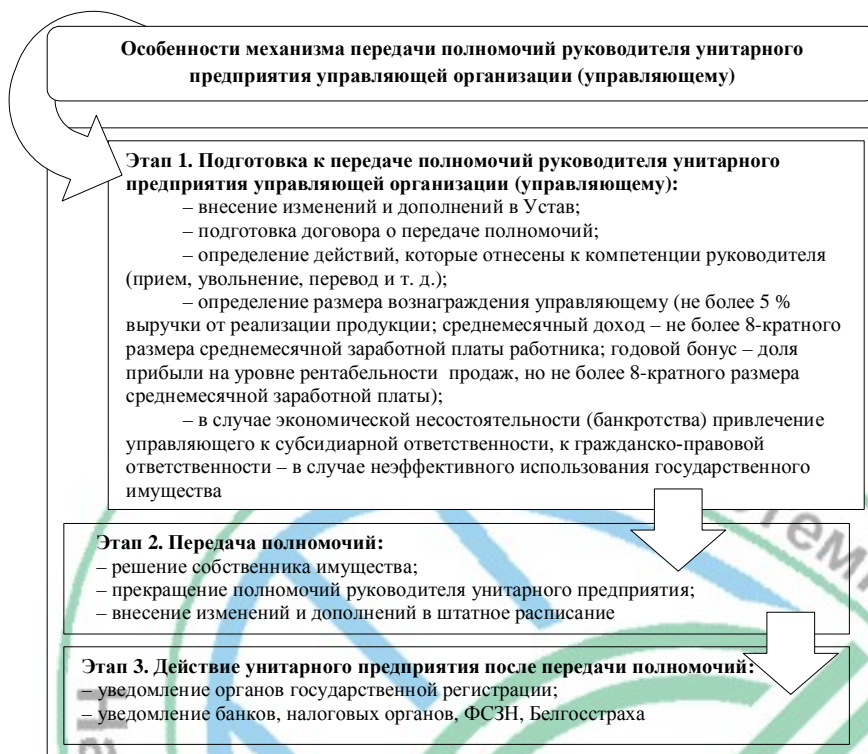 Особенности механизма передачи полномочий руководителя унитарного
предприятия управляющей организации (управляющему)
Этап 1. Подготовка к передаче полномочий руководителя унитарного
предприятия управляющей организации (управляющему):
– внесение изменений и дополнений в Устав;
– подготовка договора о передаче полномочий;
– определение действий, которые отнесены к компетенции руководителя
(прием, увольнение, перевод и т. д.);
– определение размера вознаграждения управляющему (не более 5 %
выручки от реализации продукции; среднемесячный доход – не более 8-кратного
размера среднемесячной заработной платы работника; годовой бонус – доля
прибыли на уровне рентабельности продаж, но не более 8-кратного размера
среднемесячной заработной платы);
– в случае экономической несостоятельности (банкротства) привлечение
управляющего к субсидиарной ответственности, к гражданско-правовой
ответственности – в случае неэффективного использования государственного
имущества
Этап 2. Передача полномочий:
– решение собственника имущества;
– прекращение полномочий руководителя унитарного предприятия;
– внесение изменений и дополнений в штатное расписание
Этап 3. Действие унитарного предприятия после передачи полномочий:
– уведомление органов государственной регистрации;
– уведомление банков, налоговых органов, ФСЗН, Белгосстраха